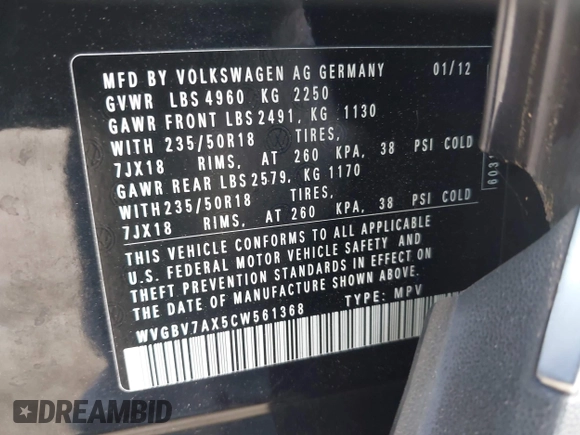 MFD BY VOLKSWAGEN AG GERMANY 01/12
GVWR LBS 4960 KG 2250
GAWR FRONT LBS 2491, KG 1130
WITH 235/50R18 TIRES,
7JX18 RIMS, AT 260 KPA, 38 PSI COLD
GAWR REAR LBS 2579, KG 1170
WITH 235/50R18 TIRES,
7JX18 RIMS, AT 260 KPA, 38 PSI COLD
THIS VEHICLE CONFORMS TO ALL APPLICABLE
U.S. FEDERAL MOTOR VEHICLE SAFETY AND
THEFT PREVENTION STANDARDS IN EFFECT ON
THE DATE OF MANUFACTURE SHOWN ABOVE.
WVGBV7AX5CW561368 TYPE: MPV
DREAMBID